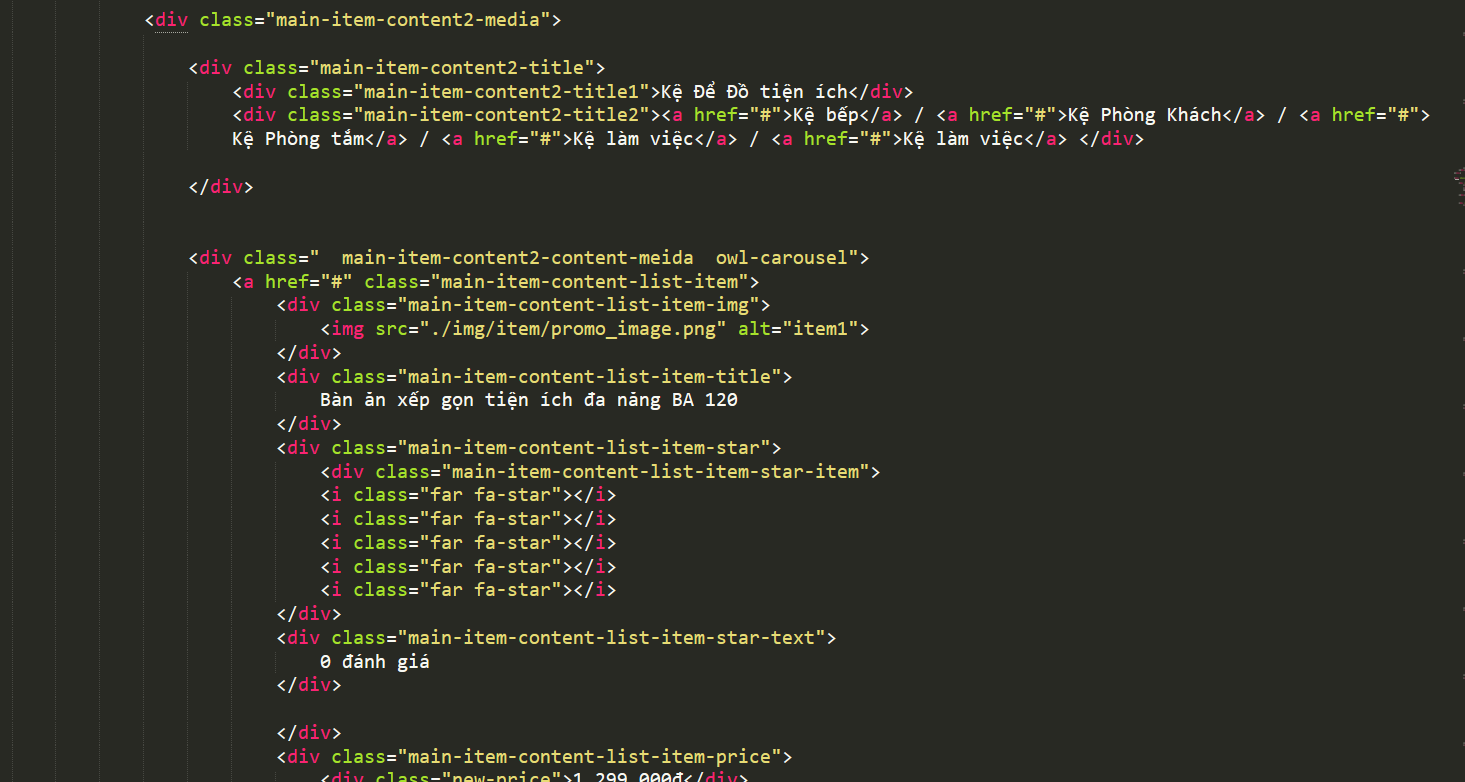 <div class="main-item-content2-media">
<div class="main-item-content2-title">
<div class="main-item-content2-title1">Kệ Để Đồ tiện ích</div>
<div class="main-item-content2-title2"><a href="#">Kệ bếp</a> / <a href="#">Kệ Phòng Khách</a> / <a href="#">
Kệ Phòng tắm</a> / <a href="#">Kệ làm việc</a> / <a href="#">Kệ làm việc</a> </div>
</div>
<div class="  main-item-content2-content-meida  owl-carousel">
<a href="#" class="main-item-content-list-item">
<div class="main-item-content-list-item-img">
<img src="./img/item/promo_image.png" alt="item1">
</div>
<div class="main-item-content-list-item-title">
Bàn ăn xếp gọn tiện ích đa năng BA 120
</div>
<div class="main-item-content-list-item-star">
<div class="main-item-content-list-item-star-item">
<i class="far fa-star"></i>
<i class="far fa-star"></i>
<i class="far fa-star"></i>
<i class="far fa-star"></i>
<i class="far fa-star"></i>
</div>
<div class="main-item-content-list-item-star-text">
0 đánh giá
</div>
</div>
<div class="main-item-content-list-item-price">
<div class="new-price">1.299.000đ</div>